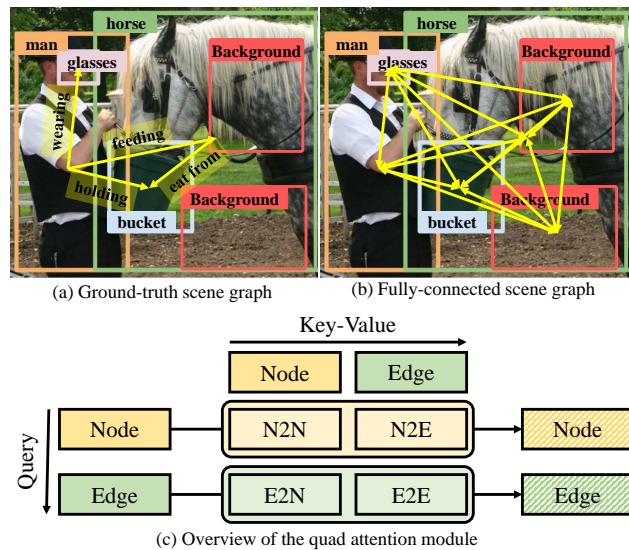 horse
horse
man
man
Background
Background
glasses
glasses
wearing
feeding
holding
eat from
bucket
bucket
Background
Background
(a) Ground-truth scene graph
(b) Fully-connected scene graph
Key-Value
Node
Edge
Query
Node
N2N
N2E
Node
Edge
E2N
E2E
Edge
(c) Overview of the quad attention module